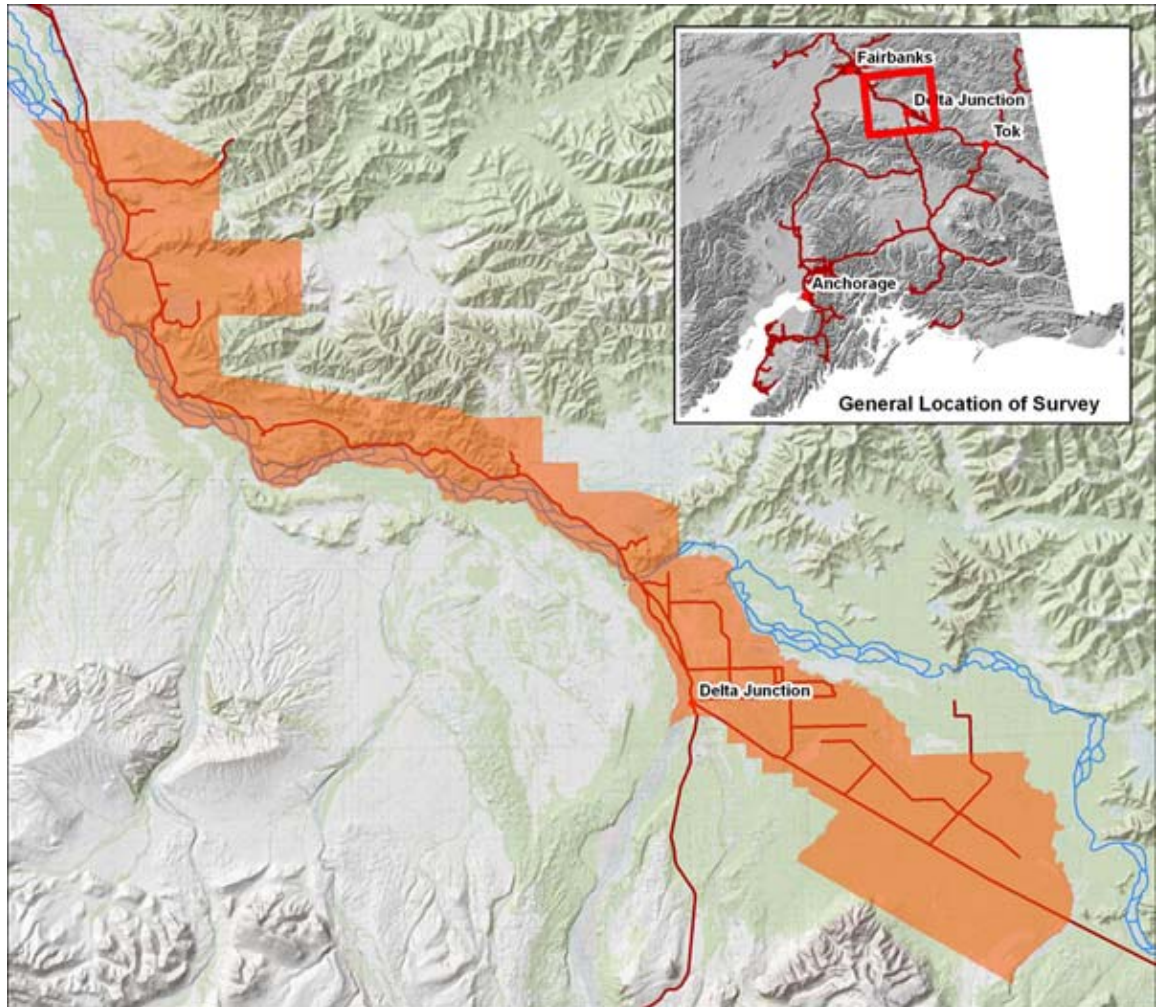 Fairbanks
Delta Junction
Tok
Anchorage
General Location of Survey
Delta Junction